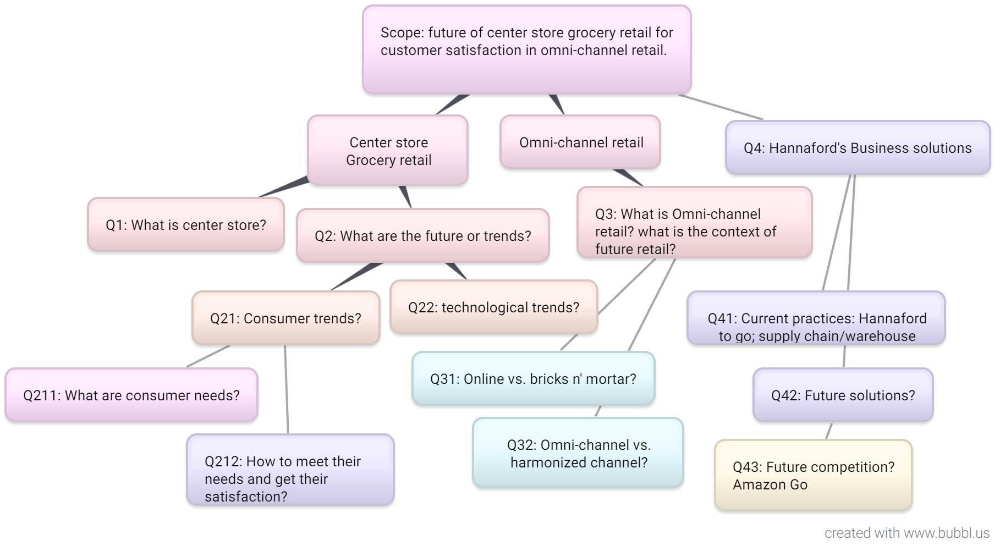 Scope: future of center store grocery retail for
customer satisfaction in omni-channel retail.
Center store
Grocery retail
Omni-channel retail
Q4: Hannaford's Business solutions
Q1: What is center store?
Q2: What are the future or trends?
Q3: What is Omni-channel
retail? what is the context of
future retail?
Q21: Consumer trends?
Q22: technological trends?
Q41: Current practices: Hannaford
to go; supply chain/warehouse
Q211: What are consumer needs?
Q31: Online vs. bricks n' mortar?
Q42: Future solutions?
Q212: How to meet their
needs and get their
satisfaction?
Q32: Omni-channel vs.
harmonized channel?
Q43: Future competition?
Amazon Go
created with www.bubbl.us